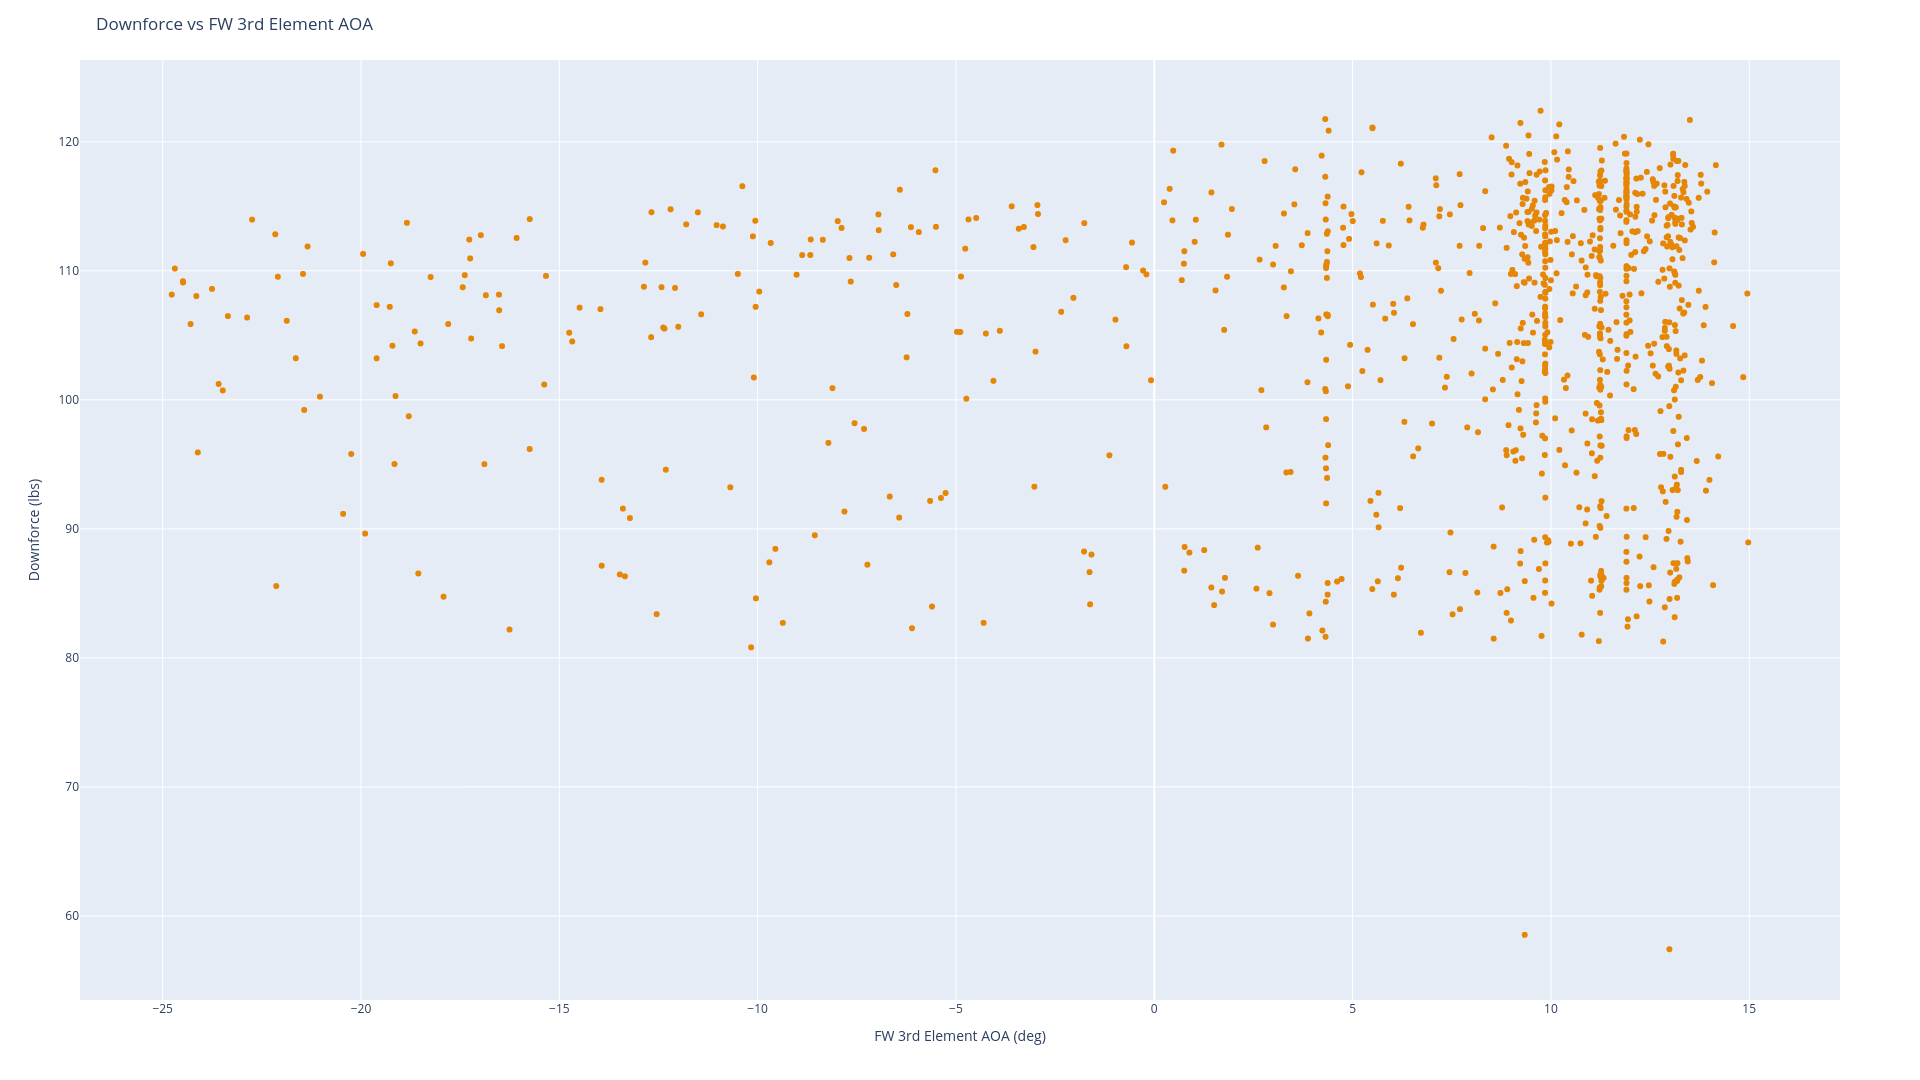 Downforce vs FW 3rd Element AOA
120
110
100
90
80
70
60
Downforce (lbs)
−25 −20 −15 −10 −5 0 5 10 15
FW 3rd Element AOA (deg)